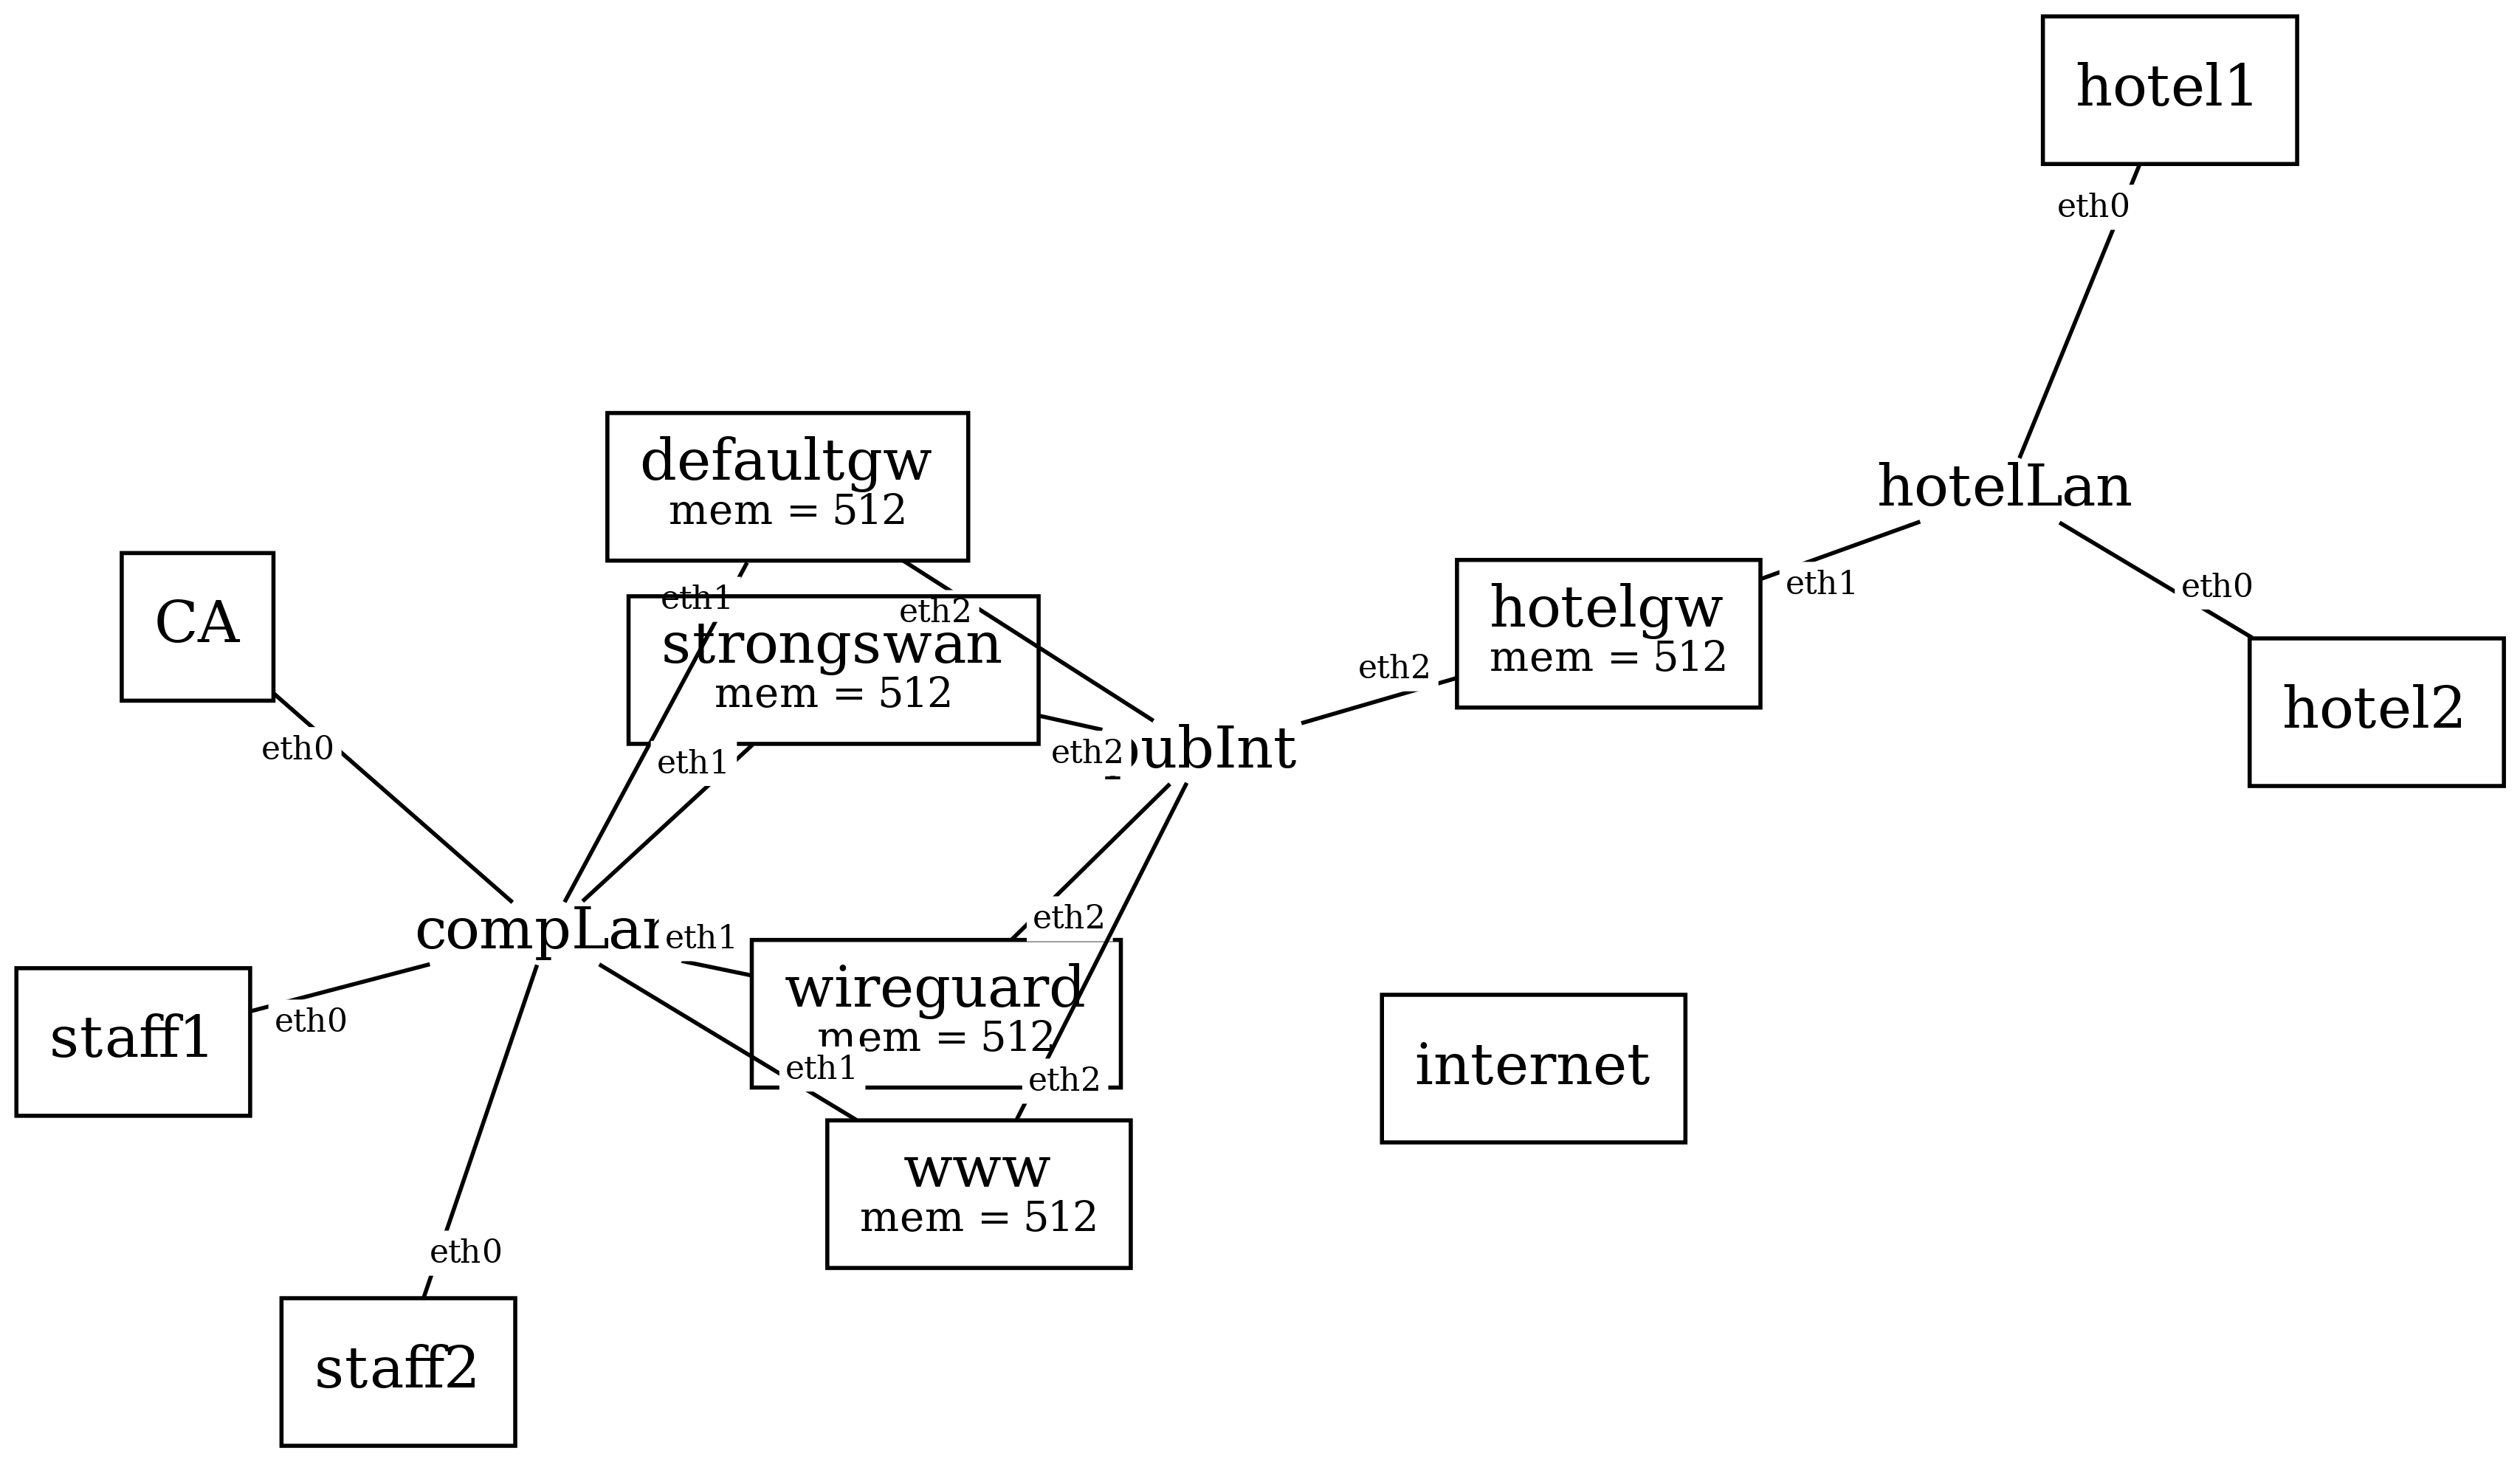 hotel1
eth0
hotelLan
defaultgw
mem = 512
eth1
eth2
CA
eth0
strongswan
mem = 512
eth1
eth2
hotelgw
mem = 512
eth1
eth2
eth0
hotel2
pubInt
compLan
eth1
eth2
wireguard
mem = 512
staff1
eth0
eth1
eth2
internet
www
mem = 512
eth0
staff2